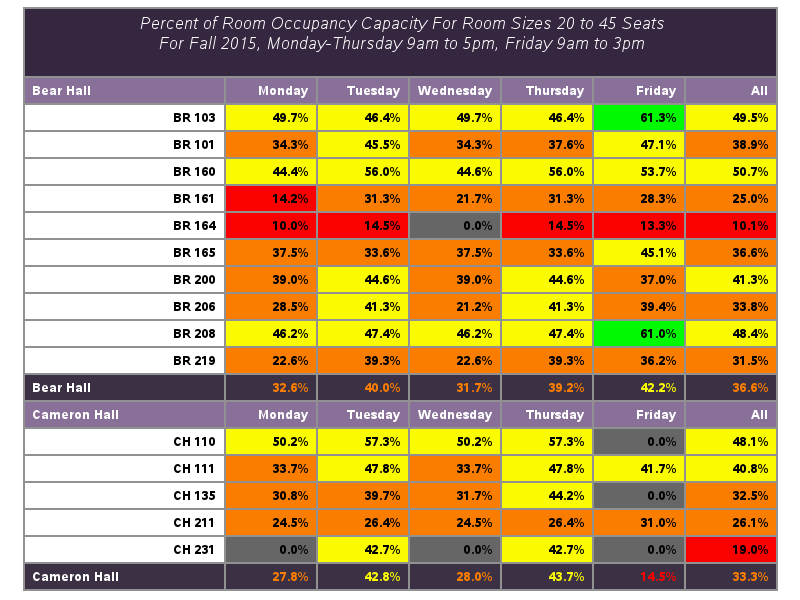 Percent of Room Occupancy Capacity For Room Sizes 20 to 45 Seats
For Fall 2015, Monday-Thursday 9am to 5pm, Friday 9am to 3pm
Bear Hall Monday Tuesday Wednesday Thursday Friday All
BR 103 49.7% 46.4% 49.7% 46.4% 61.3% 49.5%
BR 101 34.3% 45.5% 34.3% 37.6% 47.1% 38.9%
BR 160 44.4% 56.0% 44.6% 56.0% 53.7% 50.7%
BR 161 14.2% 31.3% 21.7% 31.3% 28.3% 25.0%
BR 164 10.0% 14.5% 0.0% 14.5% 13.3% 10.1%
BR 165 37.5% 33.6% 37.5% 33.6% 45.1% 36.6%
BR 200 39.0% 44.6% 39.0% 44.6% 37.0% 41.3%
BR 206 28.5% 41.3% 21.2% 41.3% 39.4% 33.8%
BR 208 46.2% 47.4% 46.2% 47.4% 61.0% 48.4%
BR 219 22.6% 39.3% 22.6% 39.3% 36.2% 31.5%
Bear Hall 32.6% 40.0% 31.7% 39.2% 42.2% 36.6%
Cameron Hall Monday Tuesday Wednesday Thursday Friday All
CH 110 50.2% 57.3% 50.2% 57.3% 0.0% 48.1%
CH 111 33.7% 47.8% 33.7% 47.8% 41.7% 40.8%
CH 135 30.8% 39.7% 31.7% 44.2% 0.0% 32.5%
CH 211 24.5% 26.4% 24.5% 26.4% 31.0% 26.1%
CH 231 0.0% 42.7% 0.0% 42.7% 0.0% 19.0%
Cameron Hall 27.8% 42.8% 28.0% 43.7% 14.5% 33.3%